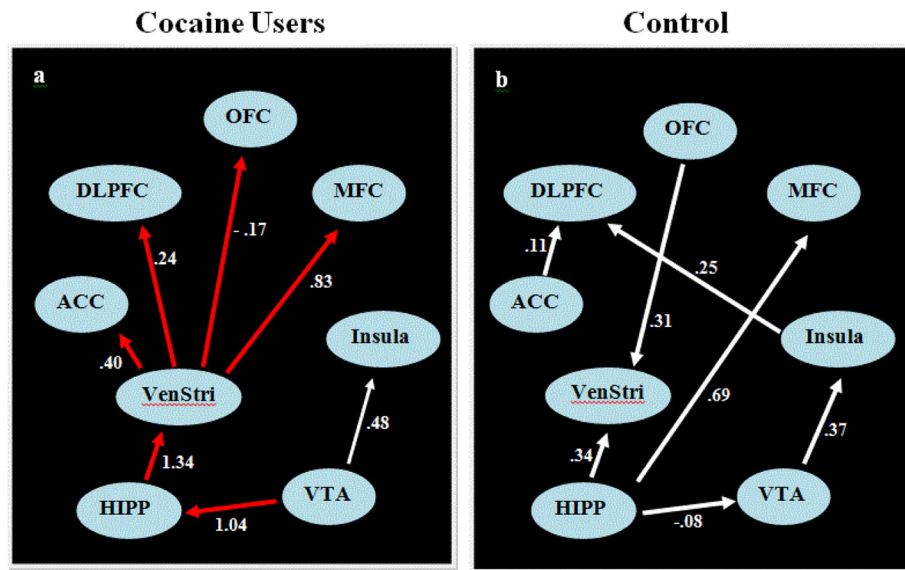 Cocaine Users
a
OFC
DLPFC
MFC
- .17
.24
.83
ACC
Insula
.40
VenStri
.48
1.34
HIPP
VTA
1.04
Control
b
OFC
DLPFC
MFC
.11
.25
ACC
.31
Insula
VenStri
.69
.37
.34
HIPP
VTA
-.08